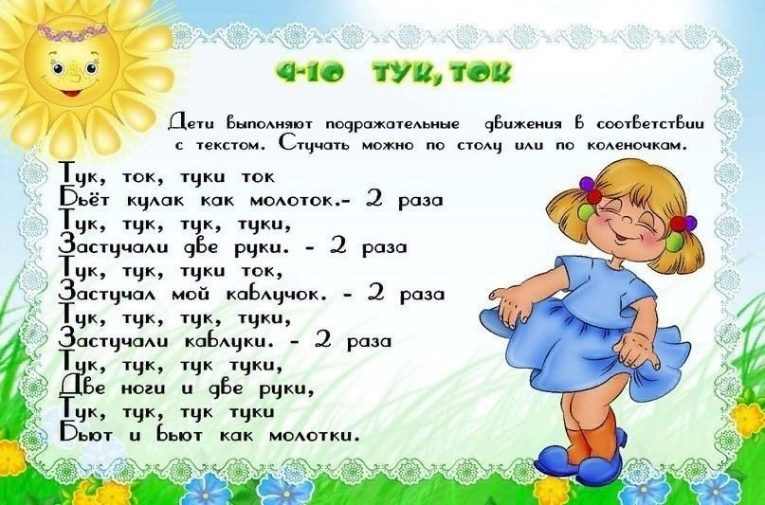 9-10 ТУК, ТОК
Дети выполняют подражательные движения в соответствии
с текстом. Стучать можно по столу или по коленочкам.
Тук, ток, туки ток
Бьёт кулак как молоток.- 2 раза
Тук, тук, тук, туки,
Застучали две руки. - 2 раза
Тук, тук, туки ток,
Застучал мой каблучок. - 2 раза
Тук, тук, тук, туки,
Застучали каблуки. - 2 раза
Тук, тук, тук туки,
Две ноги и две руки,
Тук, тук, тук туки
Бьют и бьют как молотки.